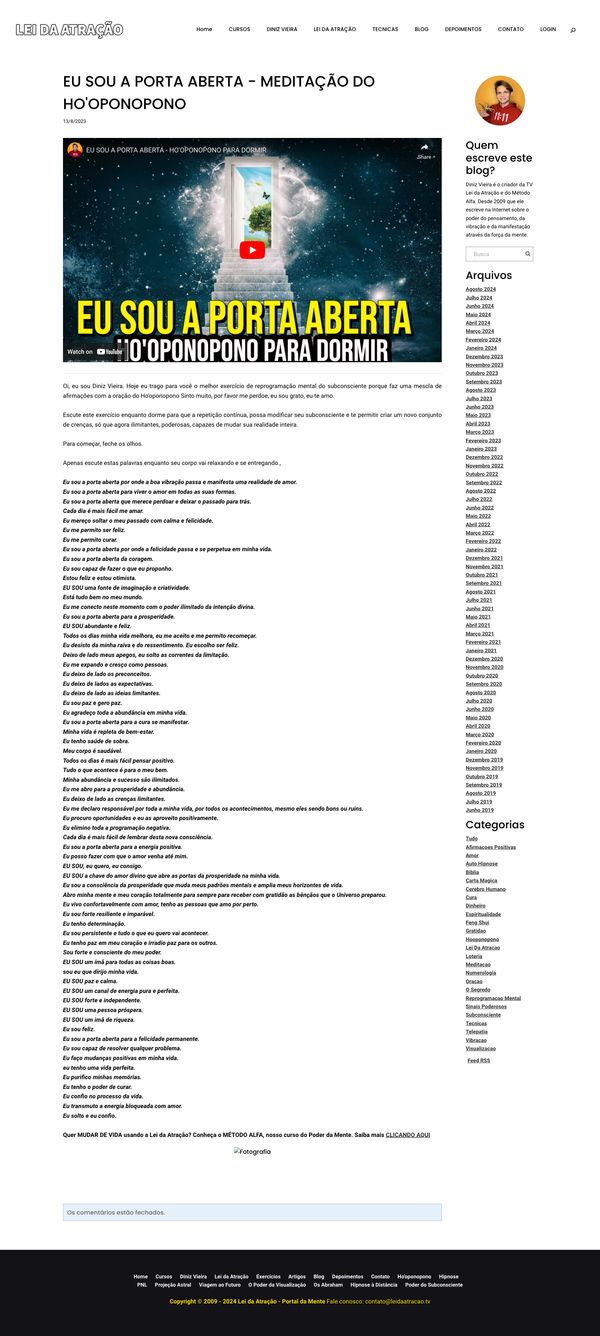 LEI DA ATRAÇÃO
Home CURSOS DINIZ VIEIRA LEI DA ATRAÇÃO TECNICAS BLOG DEPOIMENTOS CONTATO LOGIN
EU SOU A PORTA ABERTA - MEDITAÇÃO DO
HO'OPONOPONO
13/8/2023
EU SOU A PORTA ABERTA - HO'OPONOPONO PARA DORMIR
Share
EU SOU A PORTA ABERTA
HO'OPONOPONO PARA DORMIR
Watch on YouTube
Oi, eu sou Diniz Vieira. Hoje eu trago para você o melhor exercício de reprogramação mental do subconsciente porque faz uma mescla de
afirmações com a oração do Ho'oponopono Sinto muito, por favor me perdoe, eu sou grato, eu te amo.
Escute este exercício enquanto dorme para que a repetição contínua, possa modificar seu subconsciente e te permitir criar um novo conjunto
de crenças, só que agora ilimitantes, poderosas, capazes de mudar sua realidade inteira.
Para começar, feche os olhos.
Apenas escute estas palavras enquanto seu corpo vai relaxando e se entregando.,
Eu sou a porta aberta por onde a boa vibração passa e manifesta uma realidade de amor.
Eu sou a porta aberta para viver o amor em todas as suas formas.
Eu sou a porta aberta que merece perdoar e deixar o passado para trás.
Cada dia é mais fácil me amar.
Eu mereço soltar o meu passado com calma e felicidade.
Eu me permito ser feliz.
Eu me permito curar.
Eu sou a porta aberta por onde a felicidade passa e se perpetua em minha vida.
Eu sou a porta aberta da coragem.
Eu sou capaz de fazer o que eu proponho.
Estou feliz e estou otimista.
EU SOU uma fonte de imaginação e criatividade.
Está tudo bem no meu mundo.
Eu me conecto neste momento com o poder ilimitado da intenção divina.
Eu sou a porta aberta para a prosperidade.
EU SOU abundante e feliz.
Todos os dias minha vida melhora, eu me aceito e me permito recomeçar.
Eu desisto da minha raiva e do ressentimento. Eu escolho ser feliz.
Deixo de lado meus apegos, eu solto as correntes da limitação.
Eu me expando e cresço como pessoas.
Eu deixo de lado os preconceitos.
Eu deixo de lados as expectativas.
Eu deixo de lado as ideias limitantes.
Eu sou paz e gero paz.
Eu agradeço toda a abundância em minha vida.
Eu sou a porta aberta para a cura se manifestar.
Minha vida é repleta de bem-estar.
Eu tenho saúde de sobra.
Meu corpo é saudável.
Todos os dias é mais fácil pensar positivo.
Tudo o que acontece é para o meu bem.
Minha abundância e sucesso são ilimitados.
Eu me abro para a prosperidade e abundância.
Eu deixo de lado as crenças limitantes.
Eu me declaro responsável por toda a minha vida, por todos os acontecimentos, mesmo eles sendo bons ou ruins.
Eu procuro oportunidades e eu as aproveito positivamente.
Eu elimino toda a programação negativa.
Cada dia é mais fácil de lembrar desta nova consciência.
Eu sou a porta aberta para a energia positiva.
Eu posso fazer com que o amor venha até mim.
EU SOU, eu quero, eu consigo.
EU SOU a chave do amor divino que abre as portas da prosperidade na minha vida.
Eu sou a consciência da prosperidade que muda meus padrões mentais e amplia meus horizontes de vida.
Abro minha mente e meu coração totalmente para sempre para receber com gratidão as bênçãos que o Universo preparou.
Eu vivo confortavelmente com amor, tenho as pessoas que amo por perto.
Eu sou forte resiliente e imparável.
Eu tenho determinação.
Eu sou persistente e tudo o que eu quero vai acontecer.
Eu tenho paz em meu coração e irradio paz para os outros.
Sou forte e consciente do meu poder.
EU SOU um imã para todas as coisas boas.
sou eu que dirijo minha vida.
EU SOU paz e calma.
EU SOU um canal de energia pura e perfeita.
EU SOU forte e independente.
EU SOU uma pessoa próspera.
EU SOU um imã de riqueza.
Eu sou feliz.
Eu sou a porta aberta para a felicidade permanente.
Eu sou capaz de resolver qualquer problema.
Eu faço mudanças positivas em minha vida.
eu tenho uma vida perfeita.
Eu purifico minhas memórias.
Eu tenho o poder de curar.
Eu confio no processo da vida.
Eu transmuto a energia bloqueada com amor.
Eu solto e eu confio.
Quer MUDAR DE VIDA usando a Lei da Atração? Conheça o MÉTODO ALFA, nosso curso do Poder da Mente. Saiba mais CLICANDO AQUI
Fotografia
Os comentários estão fechados.
11:11
Quem
escreve este
blog?
Diniz Vieira é o criador da TV
Lei da Atração e do Método
Alfa. Desde 2009 que ele
escreve na Internet sobre o
poder do pensamento, da
vibração e da manifestação
através da força da mente.
Busca
Arquivos
Agosto 2024
Julho 2024
Junho 2024
Maio 2024
Abril 2024
Março 2024
Fevereiro 2024
Janeiro 2024
Dezembro 2023
Novembro 2023
Outubro 2023
Setembro 2023
Agosto 2023
Julho 2023
Junho 2023
Maio 2023
Abril 2023
Março 2023
Fevereiro 2023
Janeiro 2023
Dezembro 2022
Novembro 2022
Outubro 2022
Setembro 2022
Agosto 2022
Julho 2022
Junho 2022
Maio 2022
Abril 2022
Março 2022
Fevereiro 2022
Janeiro 2022
Dezembro 2021
Novembro 2021
Outubro 2021
Setembro 2021
Agosto 2021
Julho 2021
Junho 2021
Maio 2021
Abril 2021
Março 2021
Fevereiro 2021
Janeiro 2021
Dezembro 2020
Novembro 2020
Outubro 2020
Setembro 2020
Agosto 2020
Julho 2020
Junho 2020
Maio 2020
Abril 2020
Março 2020
Fevereiro 2020
Janeiro 2020
Dezembro 2019
Novembro 2019
Outubro 2019
Setembro 2019
Agosto 2019
Julho 2019
Junho 2019
Categorias
Tudo
Afirmacoes Positivas
Amor
Auto Hipnose
Bíblia
Carta Magica
Cerebro Humano
Cura
Dinheiro
Espiritualidade
Feng Shui
Gratidao
Hooponopono
Lei Da Atracao
Loteria
Meditacao
Numerologia
Oracao
O Segredo
Reprogramacao Mental
Sinais Poderosos
Subconsciente
Tecnicas
Telepatia
Vibracao
Visualizacao
Feed RSS
Home Cursos Diniz Vieira Lei da Atração Exercícios Artigos Blog Depoimentos Contato Ho'oponopono Hipnose
PNL Projeção Astral Viagem ao Futuro O Poder da Visualização Os Abraham Hipnose à Distância Poder do Subconsciente
Copyright © 2009 - 2024 Lei da Atração - Portal da Mente Fale conosco: contato@leidaatracao.tv